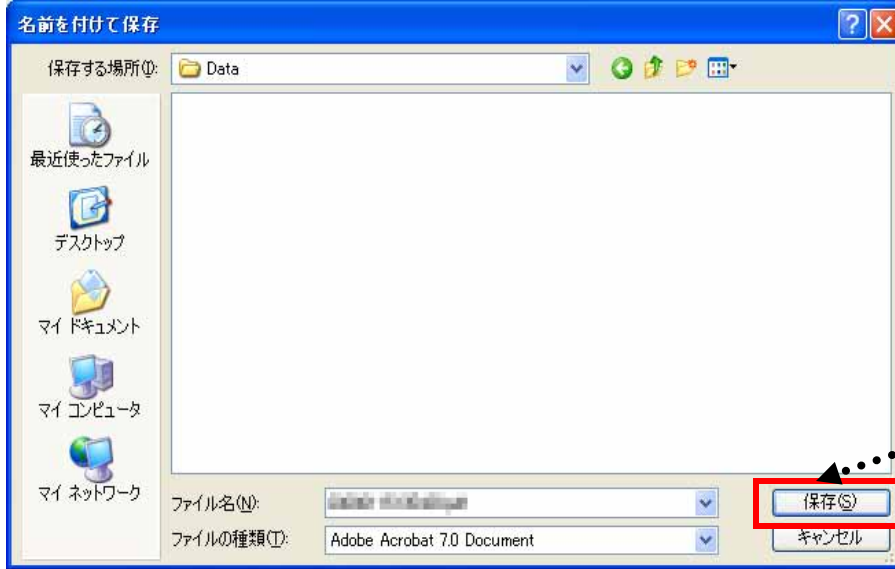 名前を付けて保存
保存する場所(I):
Data
最近使ったファイル
デスクトップ
マイ ドキュメント
マイ コンピュータ
マイ ネットワーク
ファイル名(N):
保存(S)
ファイルの種類(T):
Adobe Acrobat 7.0 Document
キャンセル